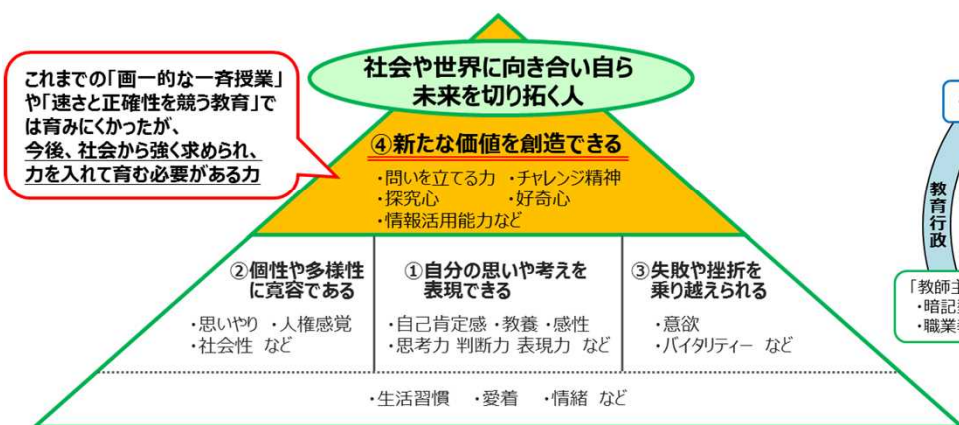 社会や世界に向き合い自ら
未来を切り拓く人
これまでの「画一的な一斉授業」
や「速さと正確性を競う教育」で
は育みにくかったが、
今後、社会から強く求められ、
力を入れて育む必要がある力
④新たな価値を創造できる
・問いを立てる力 ・チャレンジ精神
・探究心 ・好奇心
・情報活用能力など
②個性や多様性
に寛容である
・思いやり ・人権感覚
・社会性 など
①自分の思いや考えを
表現できる
・自己肯定感 ・教養 ・感性
・思考力 判断力 表現力 など
③失敗や挫折を
乗り越えられる
・意欲
・バイタリティー など
・生活習慣 ・愛着 ・情緒 など
教育行政
「教師主
・暗記
・職業